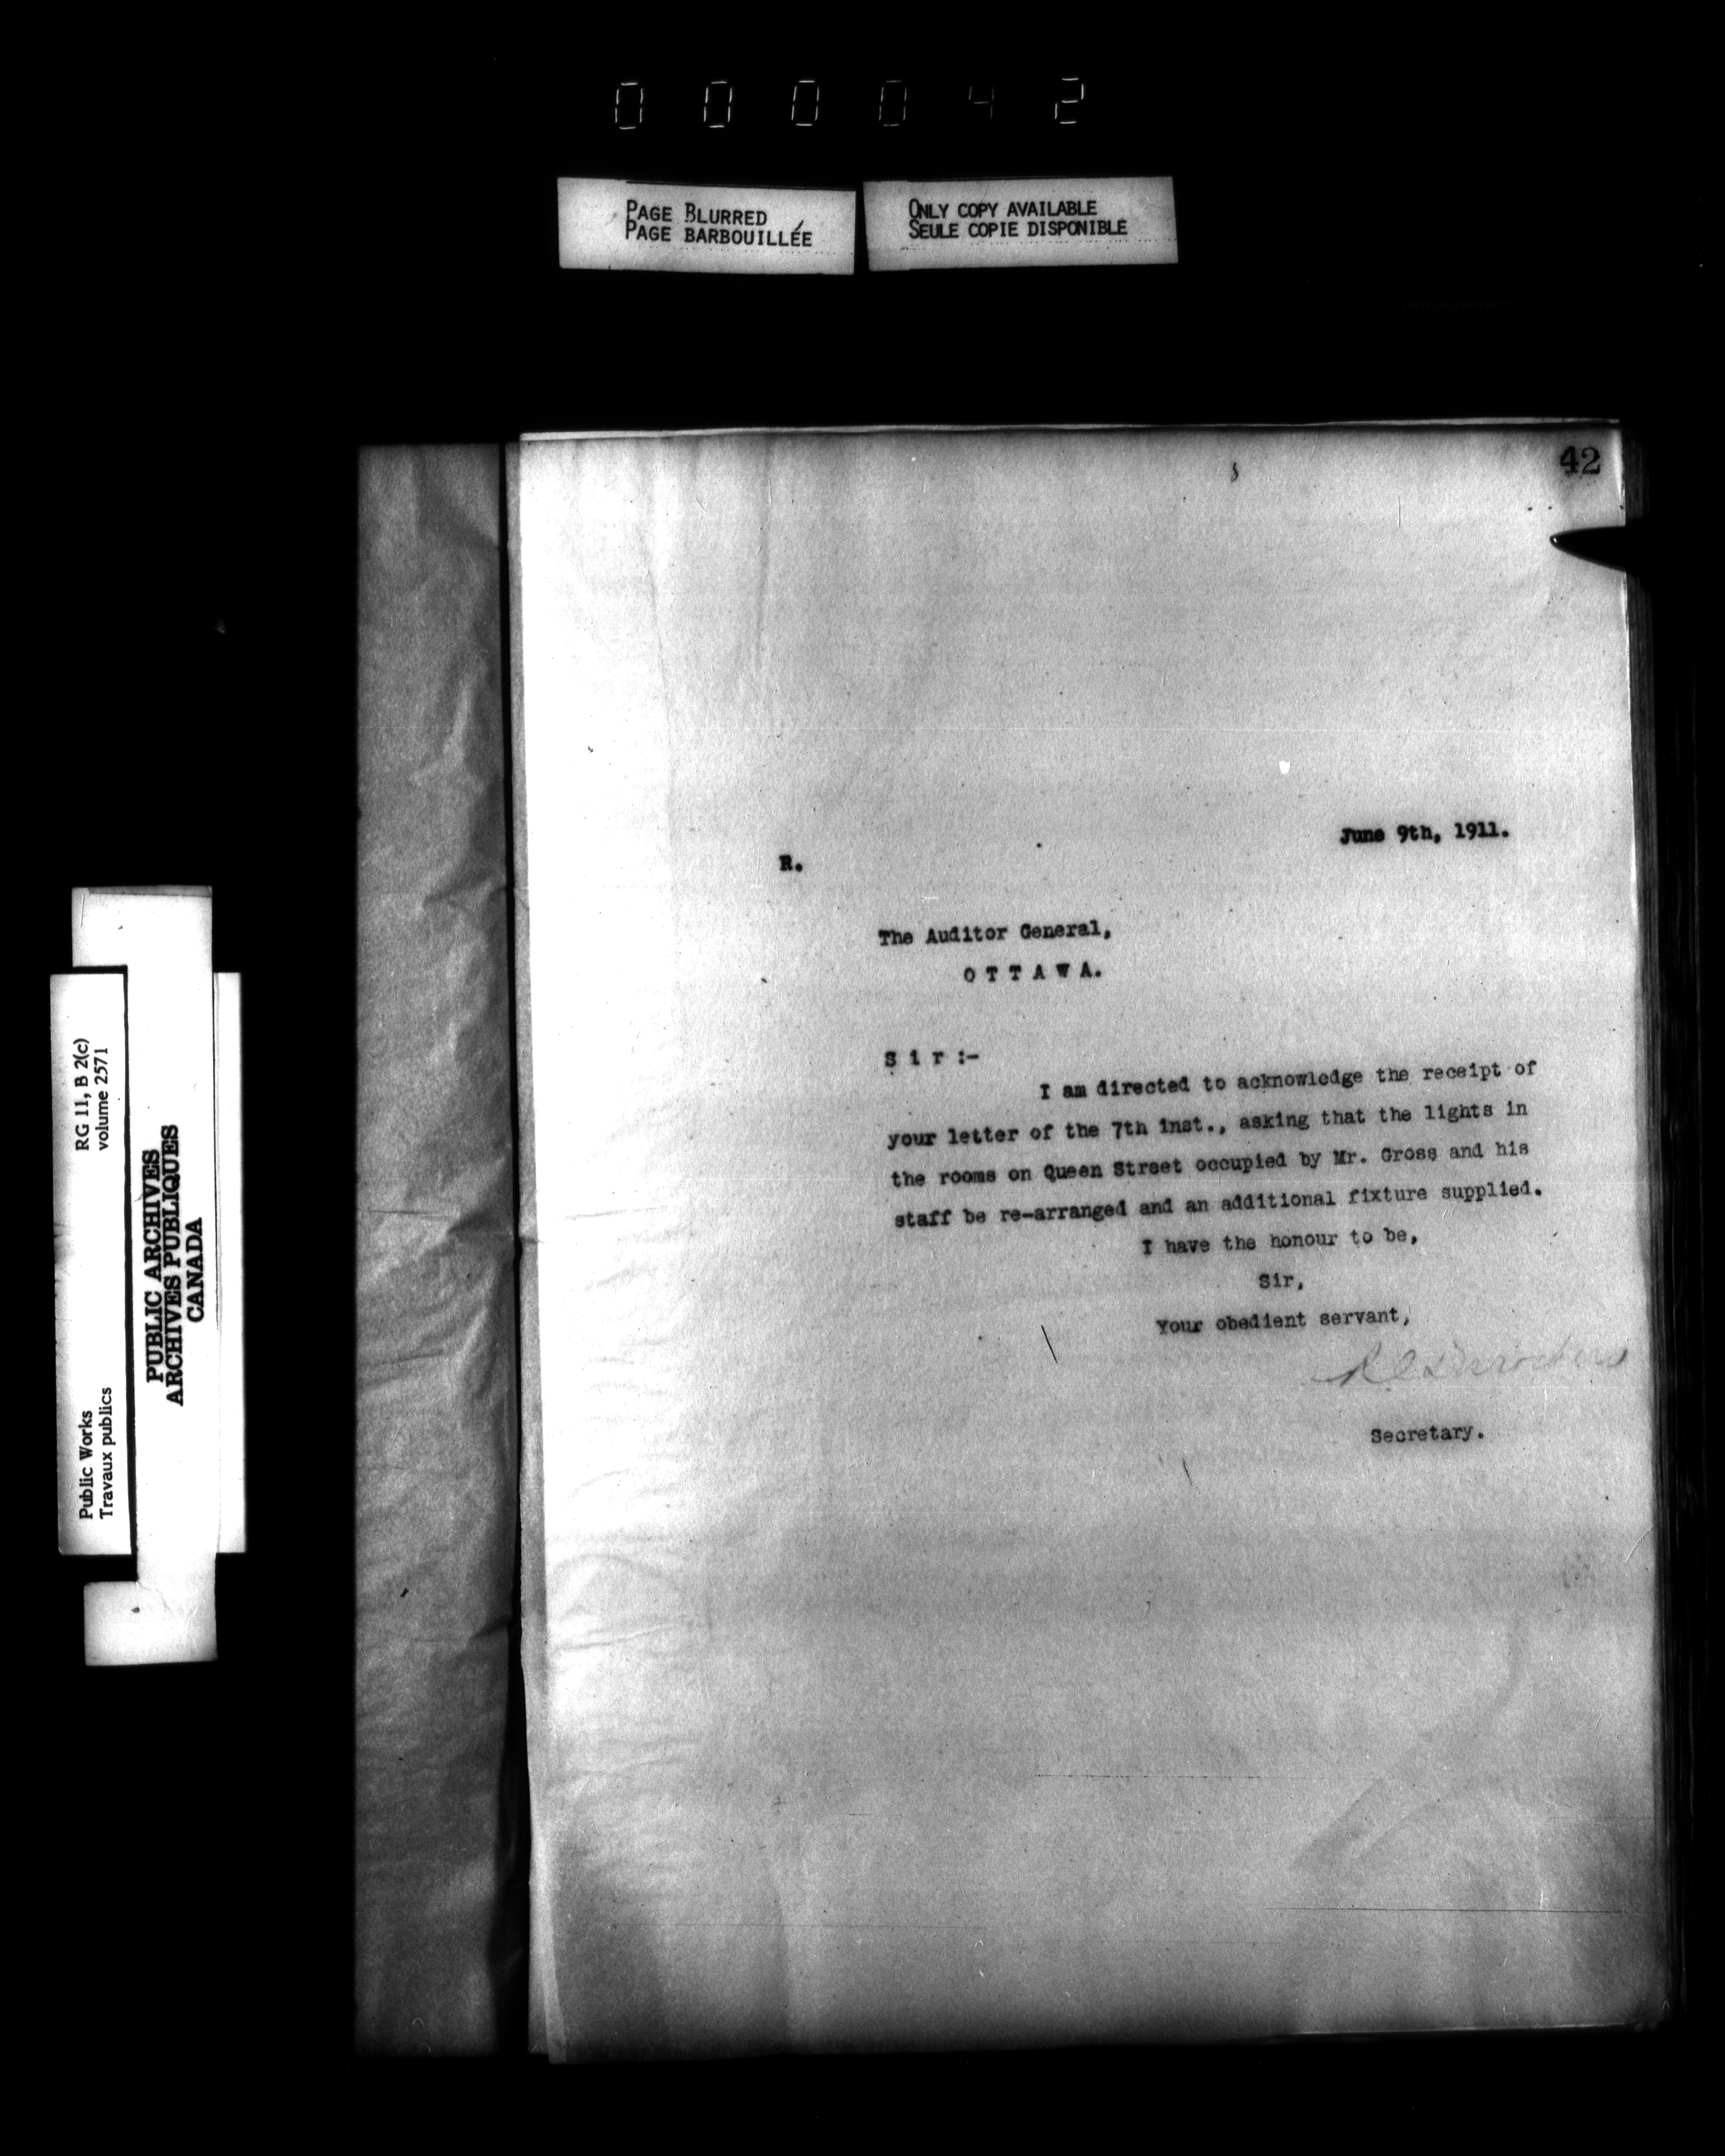 000042
PAGE BLURRED
PAGE BARBOUILLÉE
ONLY COPY AVAILABLE
SEULE COPIE DISPONIBLE
42
June 9th, 1911.
R.
The Auditor General,
O T T A W A.
S i r :-
I am directed to acknowledge the receipt of
your letter of the 7th inst., asking that the lights in
the rooms on Queen Street occupied by Mr. Gross and his
staff be re-arranged and an additional fixture supplied.
I have the honour to be,
Sir,
Your obedient servant,
Secretary.
RG 11, B 2(c)
volume 2571
Public Works
Travaux publics
PUBLIC ARCHIVES
ARCHIVES PUBLIQUES
CANADA